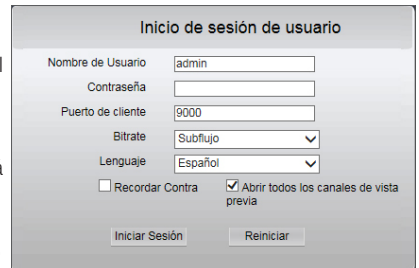 Inicio de sesión de usuario
Nombre de Usuario admin
Contraseña
Puerto de cliente 9000
Bitrate Subflujo
Lenguaje Español
Recordar Contra Abrir todos los canales de vista
previa
Iniciar Sesión Reiniciar